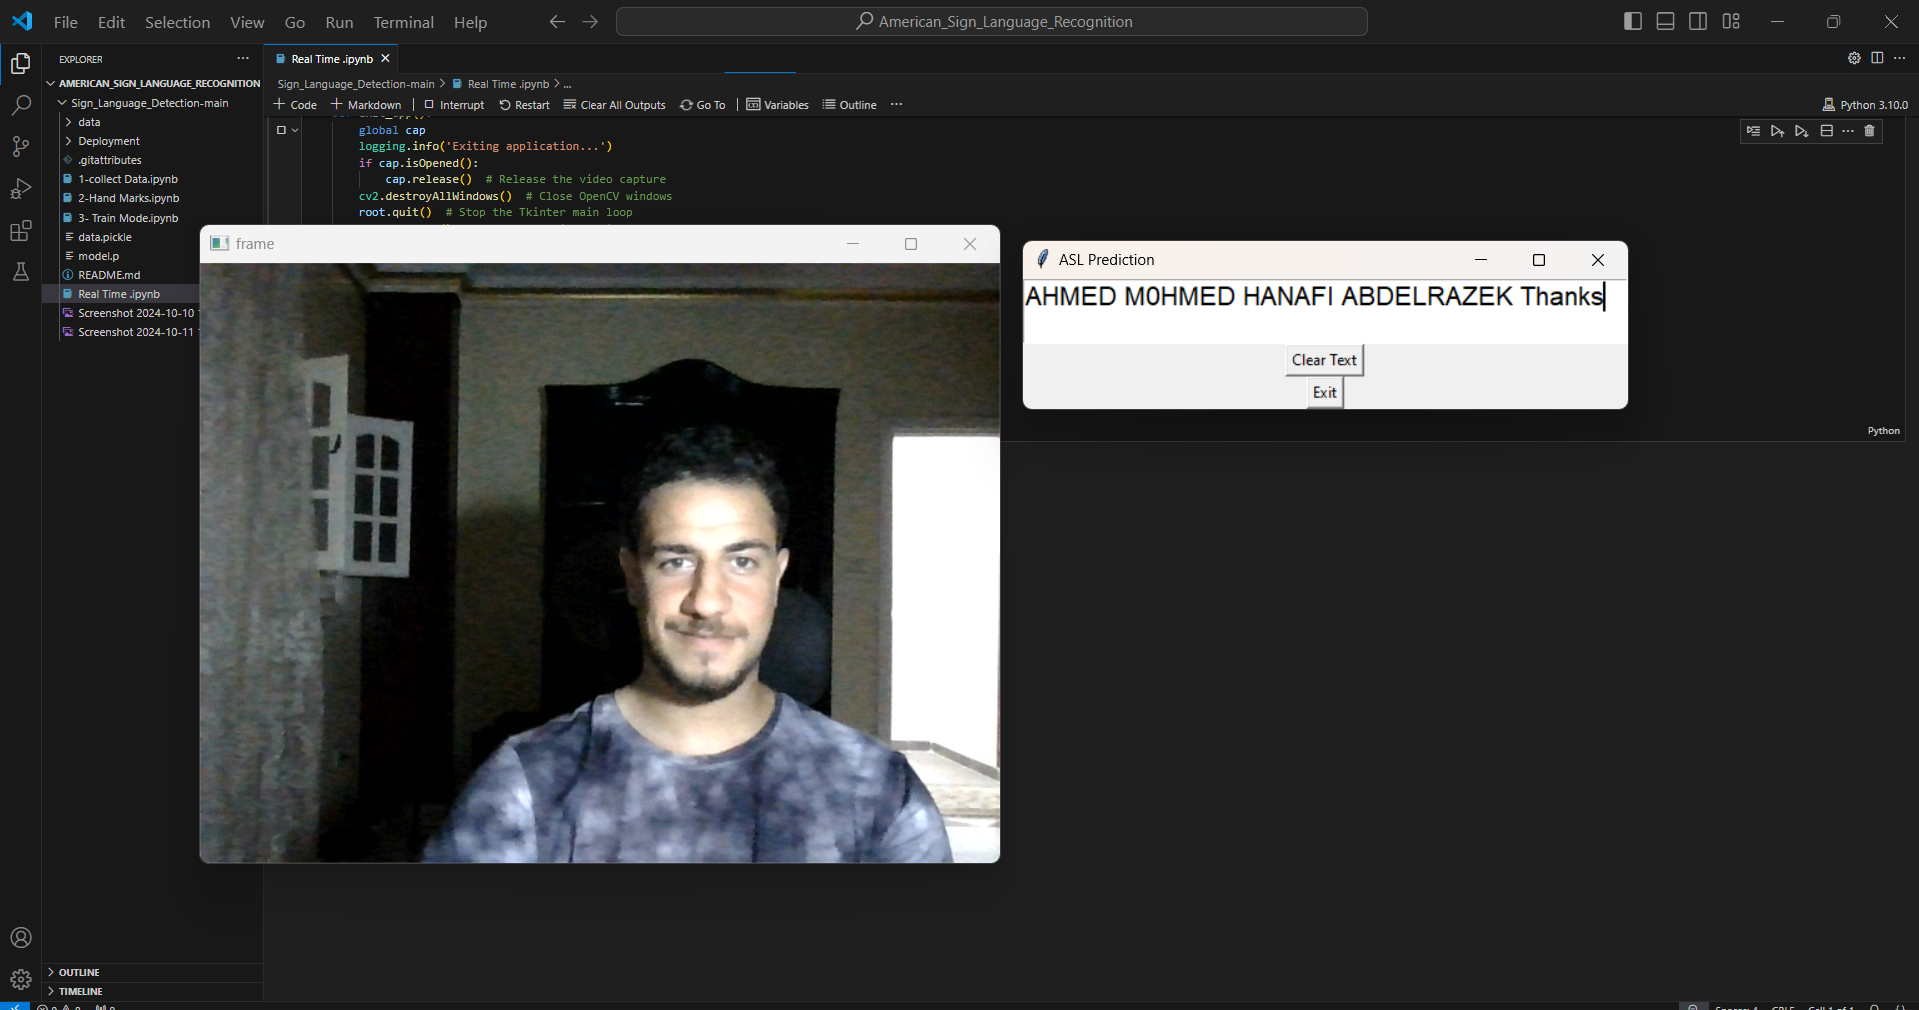 File Edit Selection View Go Run Terminal Help
American_Sign_Language_Recognition
EXPLORER
AMERICAN_SIGN_LANGUAGE_RECOGNITION
Sign_Language_Detection-main
data
Deployment
.gitattributes
1-collect Data.ipynb
2-Hand Marks.ipynb
3- Train Mode.ipynb
data.pickle
model.p
README.md
Real Time .ipynb
Screenshot 2024-10-10
Screenshot 2024-10-11
OUTLINE
TIMELINE
Real Time .ipynb
Sign_Language_Detection-main > Real Time .ipynb > ...
+ Code + Markdown | Interrupt Restart Clear All Outputs Go To | Variables Outline ...
Python 3.10.0
global cap
logging.info('Exiting application...')
if cap.isOpened():
cap.release() # Release the video capture
cv2.destroyAllWindows() # Close OpenCV windows
root.quit() # Stop the Tkinter main loop
Python
frame
ASL Prediction
AHMED M0HMED HANAFI ABDELRAZEK Thanks
Clear Text
Exit